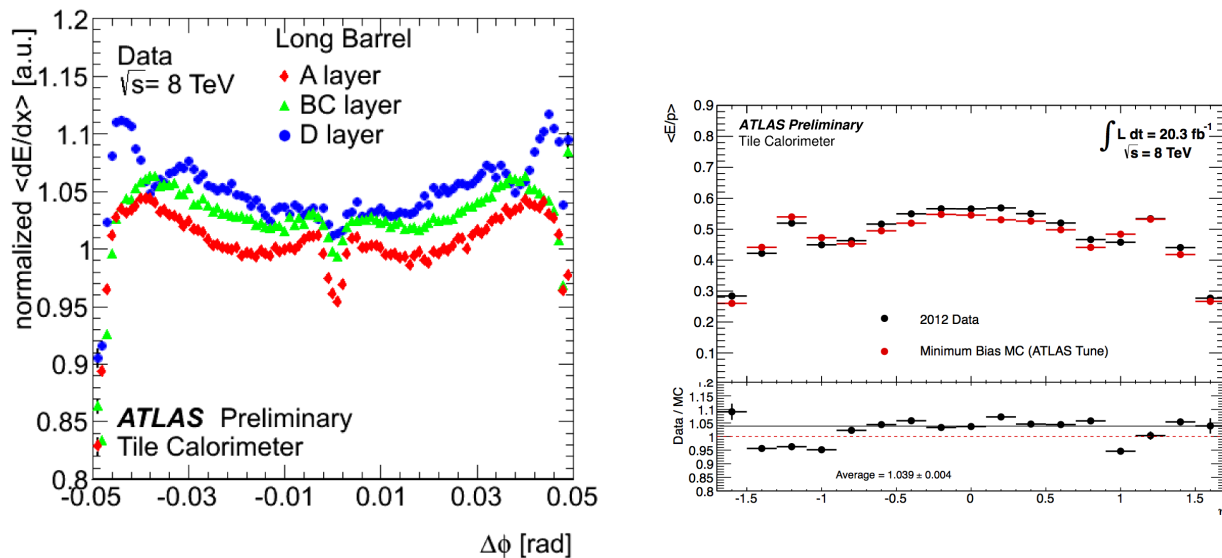 normalized <dE/dx> [a.u.]
1.2
1.15
1.1
1.05
1
0.95
0.9
0.85
0.8
Data
√s= 8 TeV
Long Barrel
A layer
BC layer
D layer
ATLAS Preliminary
Tile Calorimeter
-0.05 -0.03 -0.01 0.01 0.03 0.05
Δϕ [rad]
<E/p>
0.9
0.8
0.7
0.6
0.5
0.4
0.3
0.2
0.1
ATLAS Preliminary
Tile Calorimeter
∫ L dt = 20.3 fb⁻¹
√s = 8 TeV
2012 Data
Minimum Bias MC (ATLAS Tune)
Data / MC
1.1
1.05
1
0.95
0.9
0.85
0.8
Average = 1.039 ± 0.004
-1.5 -1 -0.5 0 0.5 1 1.5